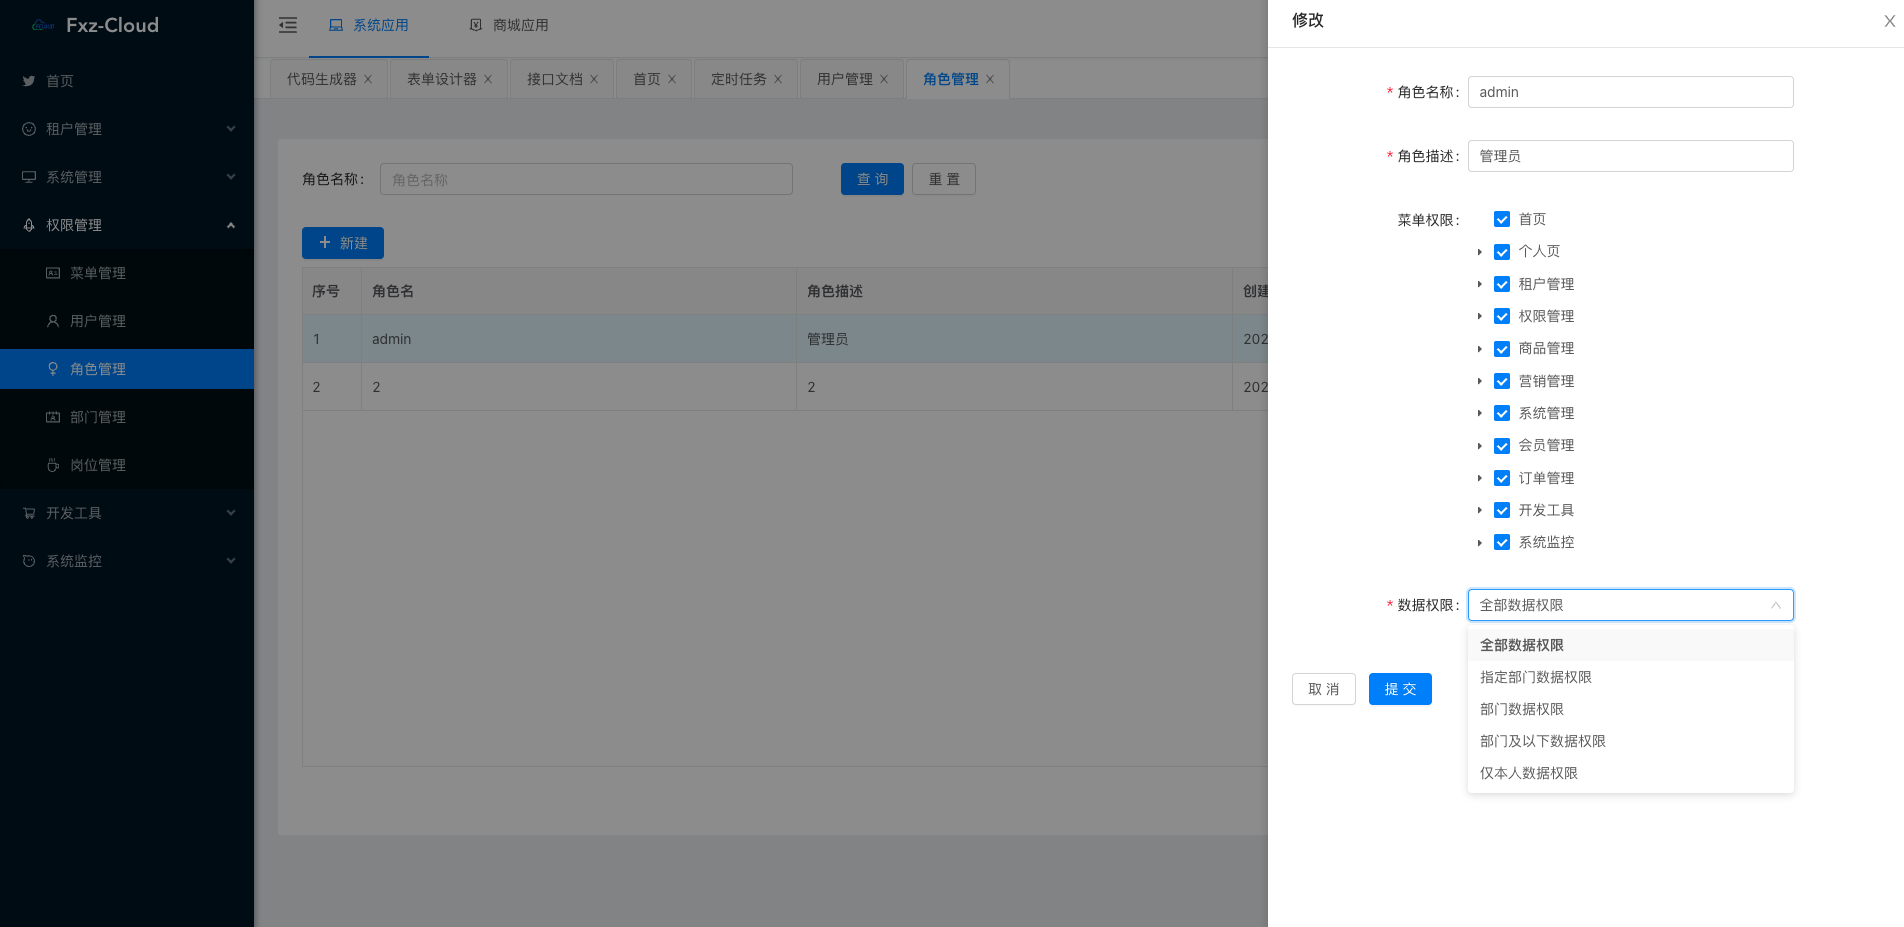 Fxz-Cloud
首页
租户管理
系统管理
权限管理
菜单管理
用户管理
角色管理
部门管理
岗位管理
开发工具
系统监控
系统应用 商城应用
代码生成器 表单设计器 接口文档 首页 定时任务 用户管理 角色管理
角色名称: 角色名称 查 询 重 置
+ 新建
序号 角色名 角色描述 创建
1 admin 管理员 202
2 2 2 202
修改
* 角色名称: admin
* 角色描述: 管理员
菜单权限: 首页
个人页
租户管理
权限管理
商品管理
营销管理
系统管理
会员管理
订单管理
开发工具
系统监控
* 数据权限: 全部数据权限
全部数据权限
指定部门数据权限
部门数据权限
部门及以下数据权限
仅本人数据权限
取 消 提 交